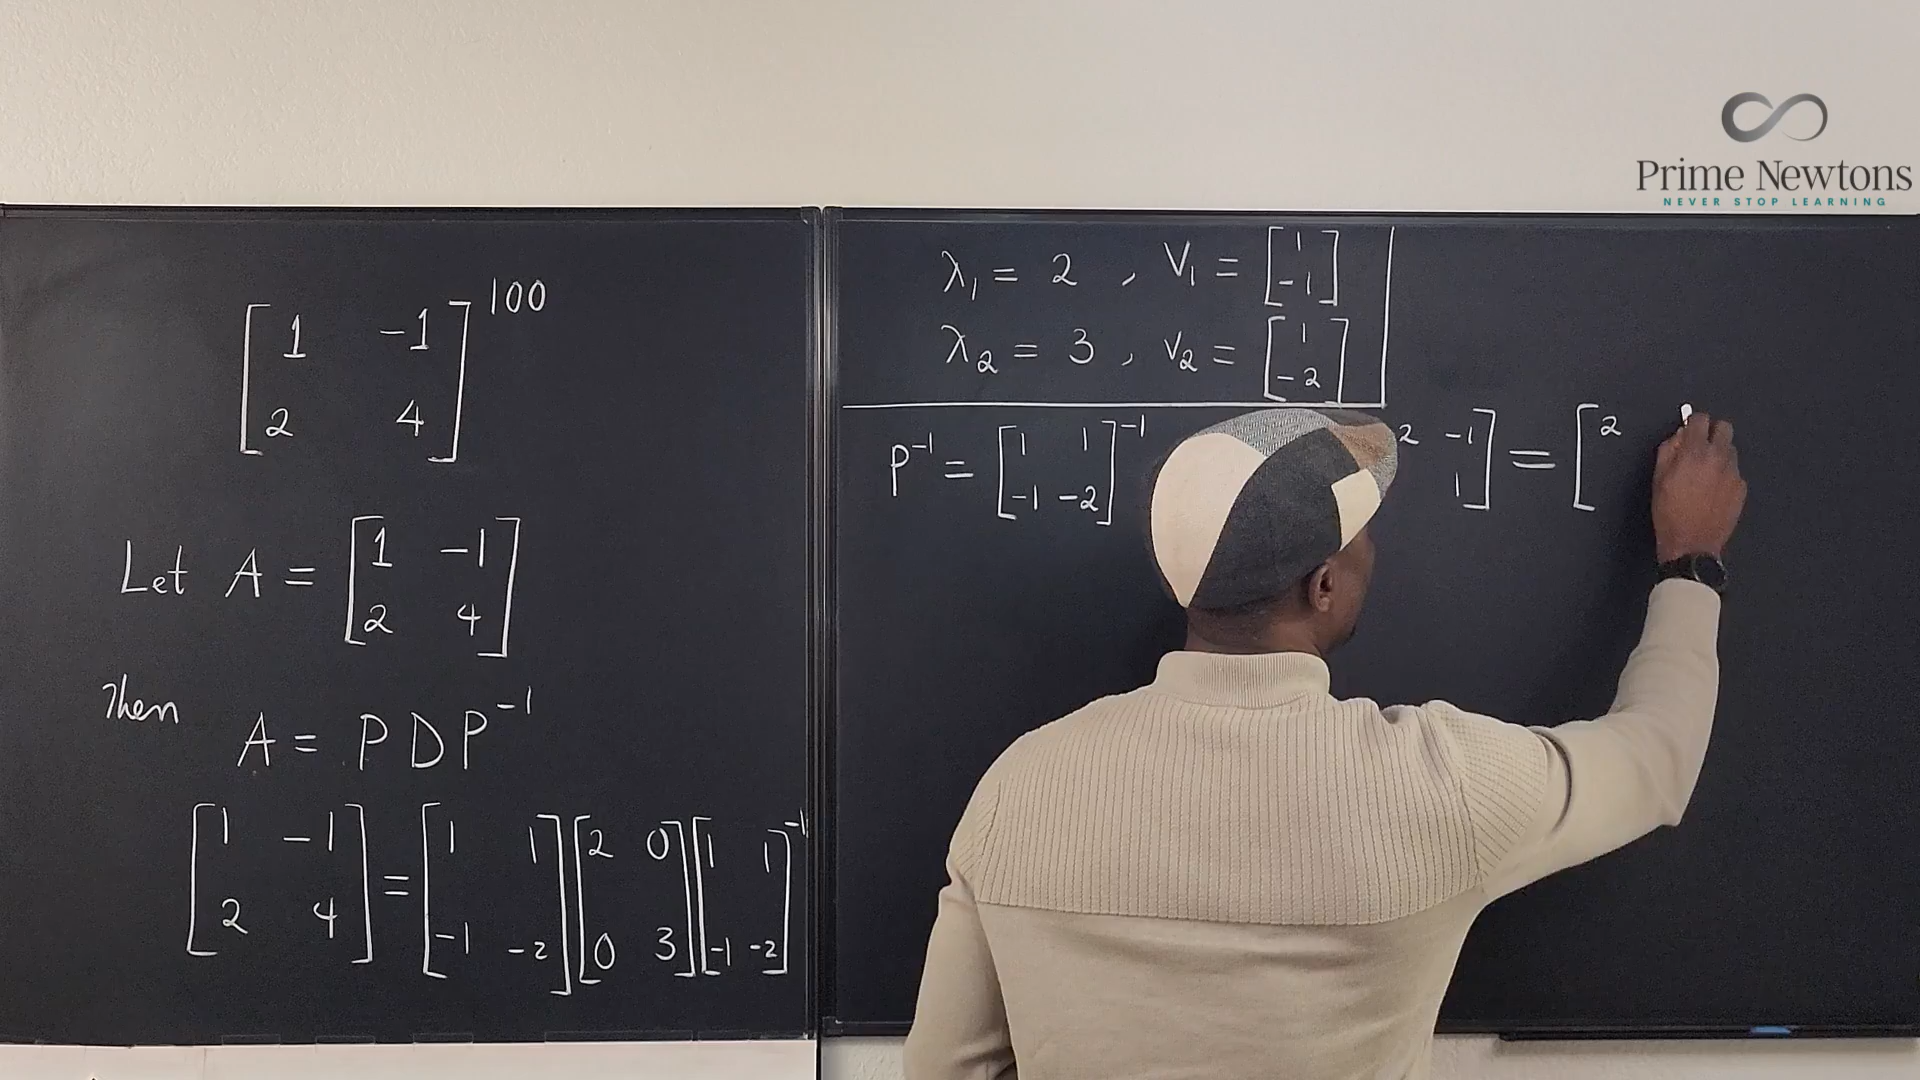 Prime Newtons
NEVER STOP LEARNING
[1 -1
2 4]^100
Let A = [1 -1
2 4]
Then
A = P D P^-1
[1 -1
2 4] = [1 1
-1 -2] [2 0
0 3] [1 1
-1 -2]^-1
λ1 = 2 , V1 = [1
-1]
λ2 = 3 , V2 = [1
-2]
P^-1 = [1 1
-1 -2]^-1
2 -1
1] = [2